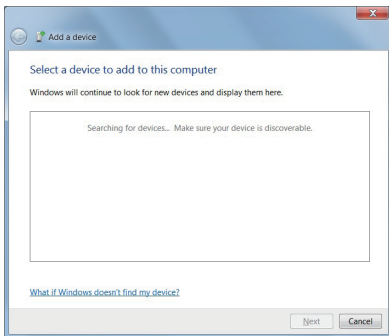 Add a device
Select a device to add to this computer
Windows will continue to look for new devices and display them here.
Searching for devices... Make sure your device is discoverable.
What if Windows doesn't find my device?
Next Cancel